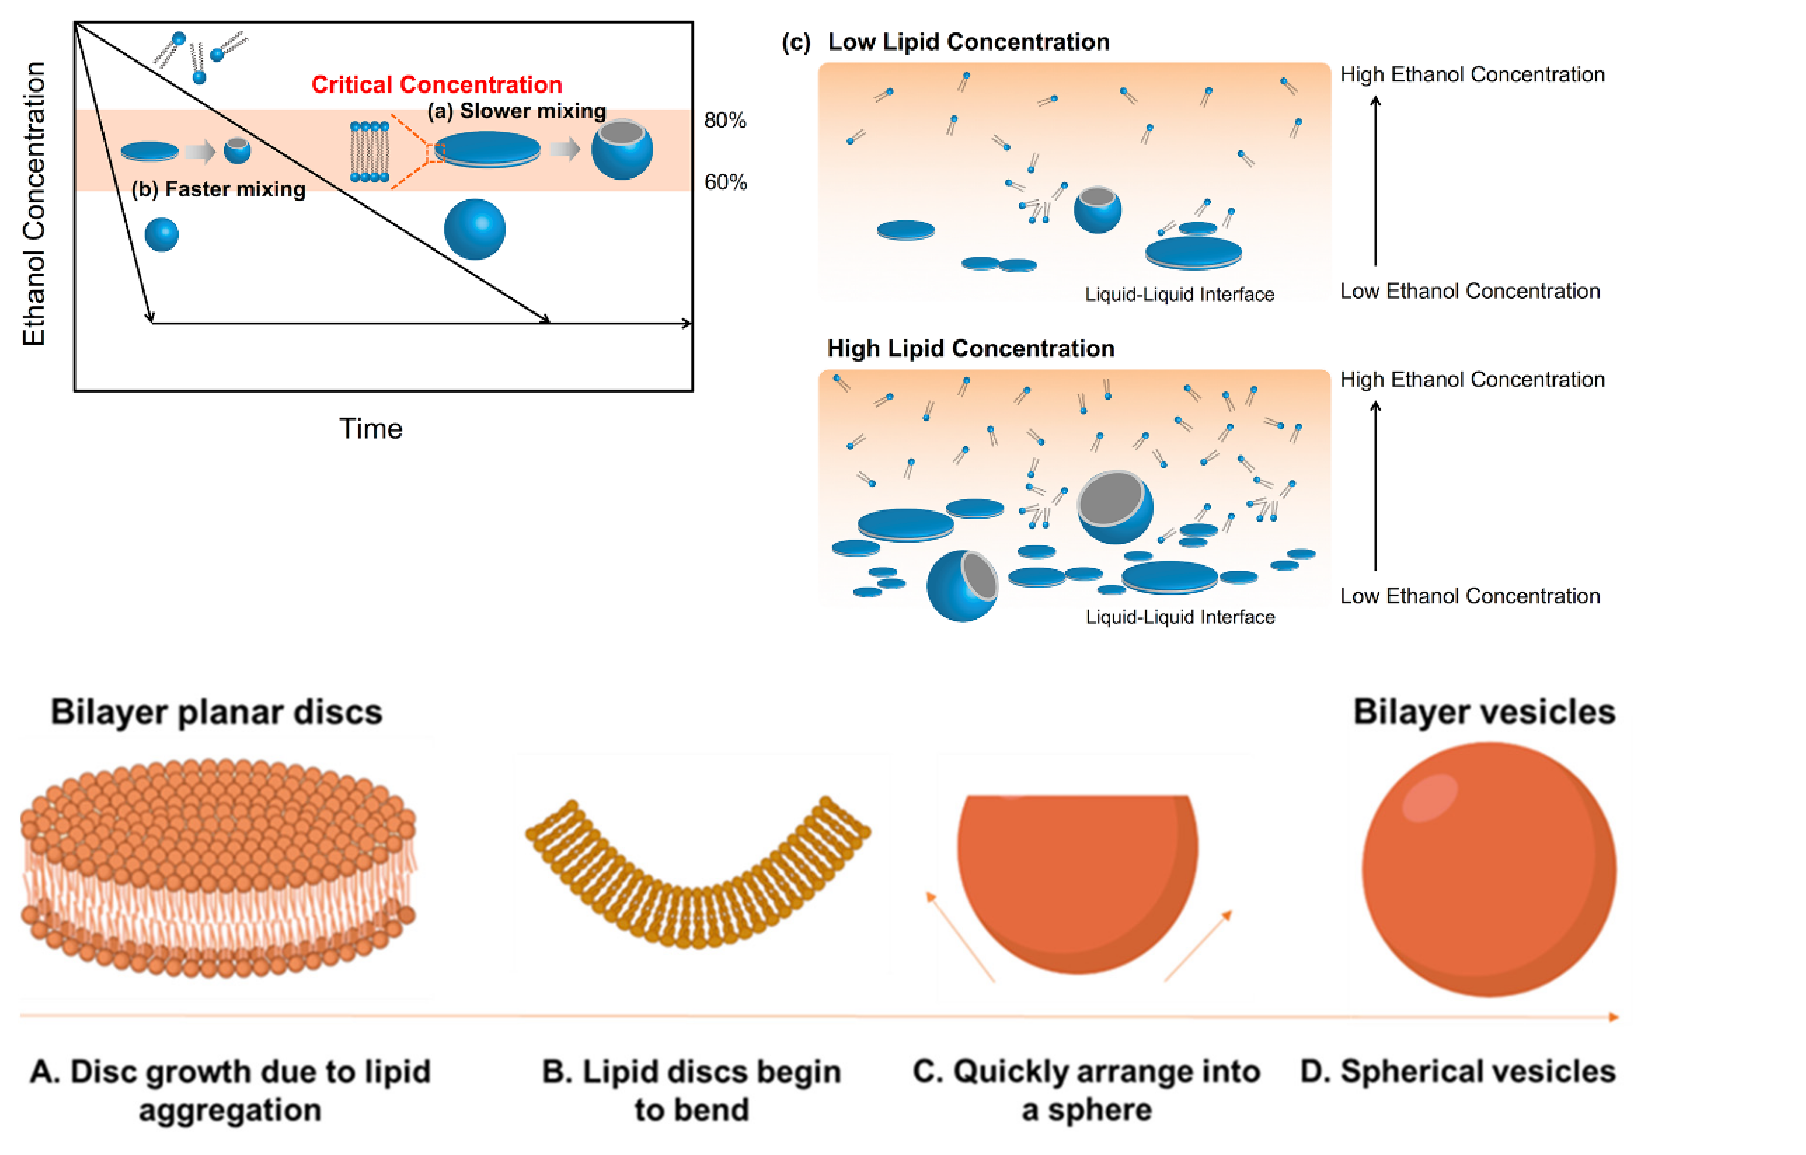 Ethanol Concentration
Critical Concentration
(a) Slower mixing
80%
60%
(b) Faster mixing
Time
(c) Low Lipid Concentration
High Ethanol Concentration
Liquid-Liquid Interface
Low Ethanol Concentration
High Lipid Concentration
High Ethanol Concentration
Low Ethanol Concentration
Liquid-Liquid Interface
Bilayer planar discs
Bilayer vesicles
A. Disc growth due to lipid
aggregation
B. Lipid discs begin
to bend
C. Quickly arrange into
a sphere
D. Spherical vesicles